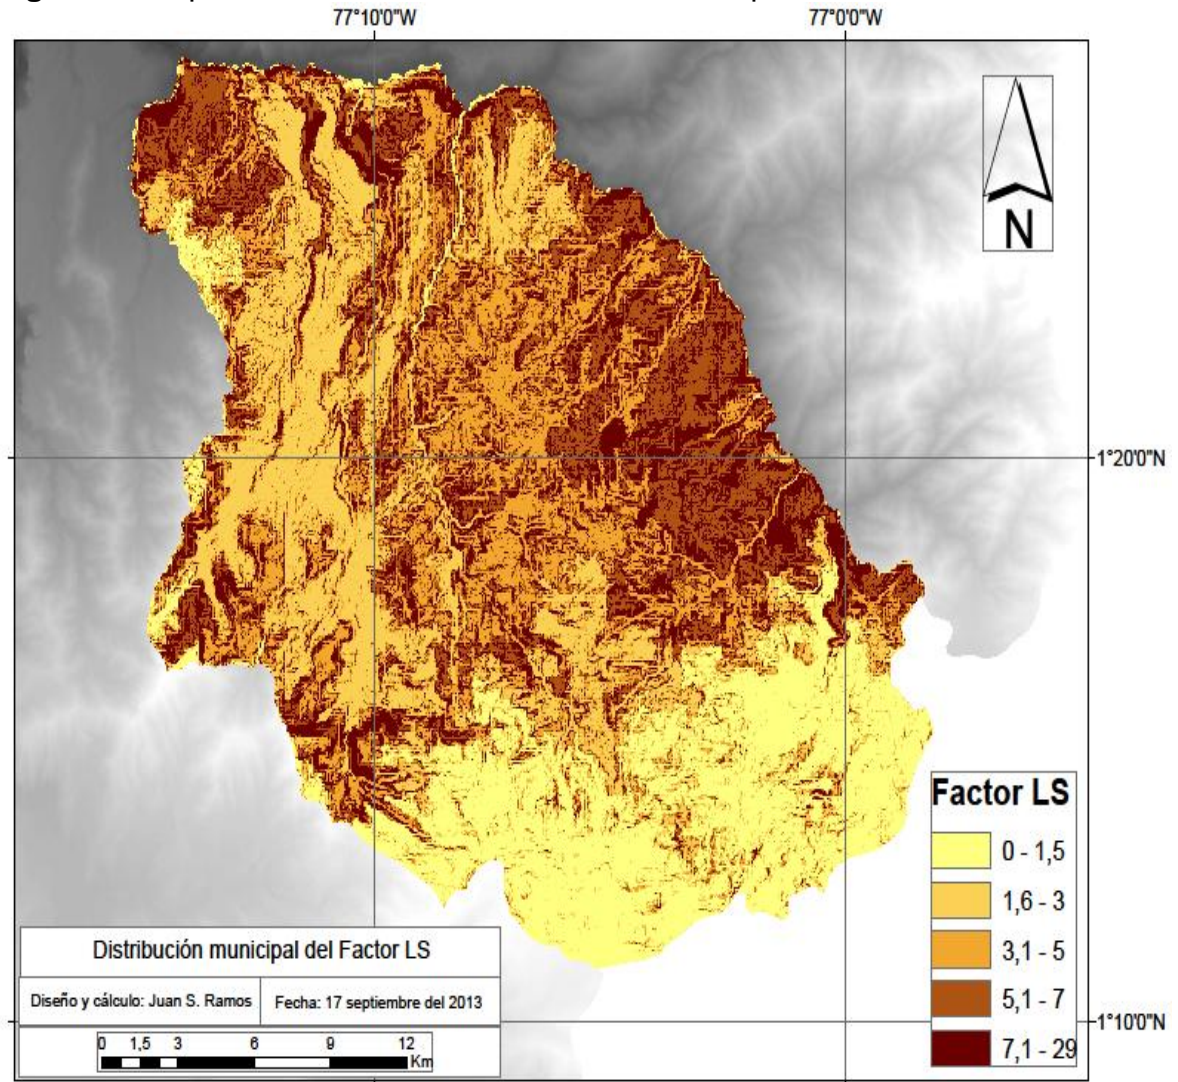 77°10'0"W
77°0'0"W
N
1°20'0"N
Factor LS
0 - 1,5
1,6 - 3
3,1 - 5
5,1 - 7
7,1 - 29
Distribución municipal del Factor LS
Diseño y cálculo: Juan S. Ramos
Fecha: 17 septiembre del 2013
0 1,5 3 6 9 12
Km
1°10'0"N